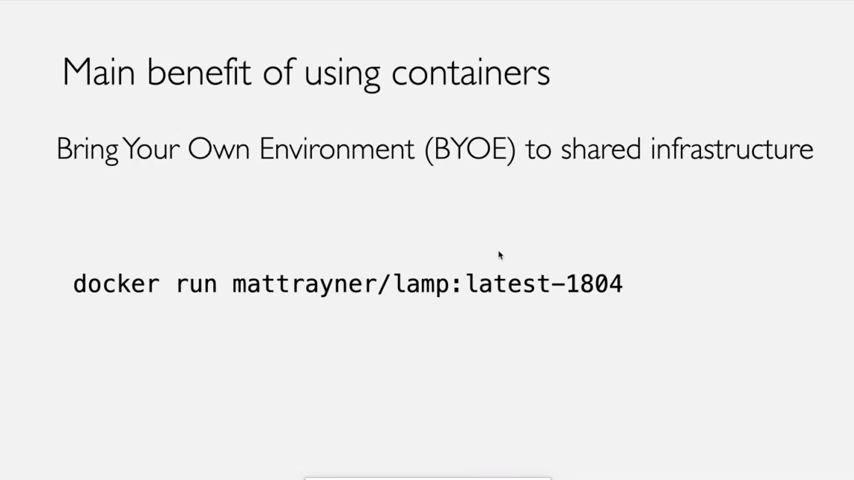 Main benefit of using containers
Bring Your Own Environment (BYOE) to shared infrastructure
docker run mattrayner/lamp:latest-1804